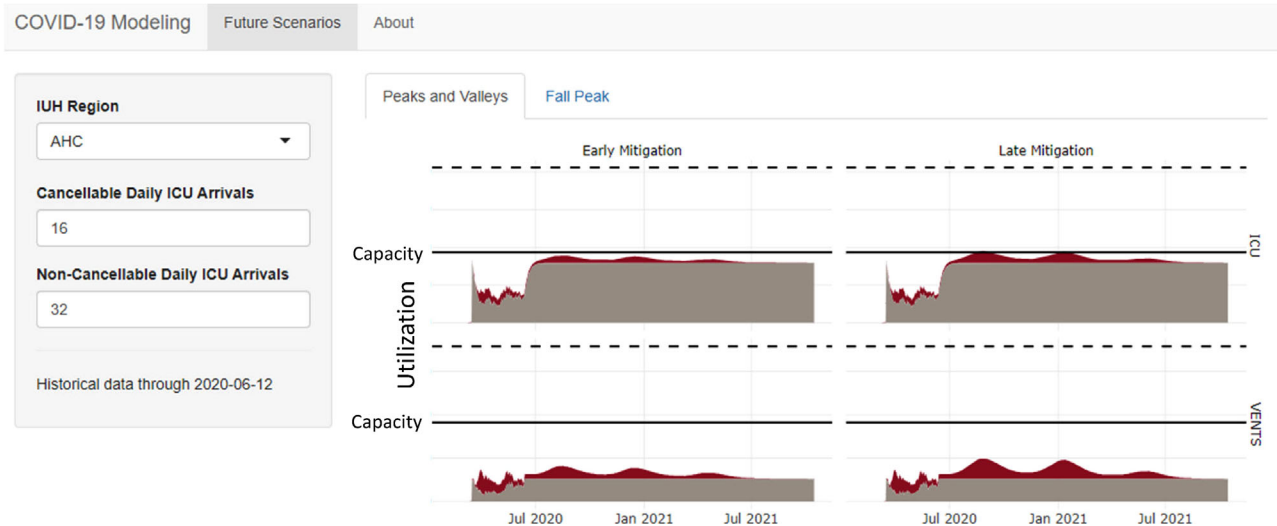 COVID-19 Modeling
Future Scenarios
About
IUH Region
AHC
Cancellable Daily ICU Arrivals
16
Non-Cancellable Daily ICU Arrivals
32
Historical data through 2020-06-12
Peaks and Valleys
Fall Peak
Early Mitigation
Late Mitigation
Capacity
ICU
Utilization
Capacity
VENTS
Jul 2020
Jan 2021
Jul 2021
Jul 2020
Jan 2021
Jul 2021